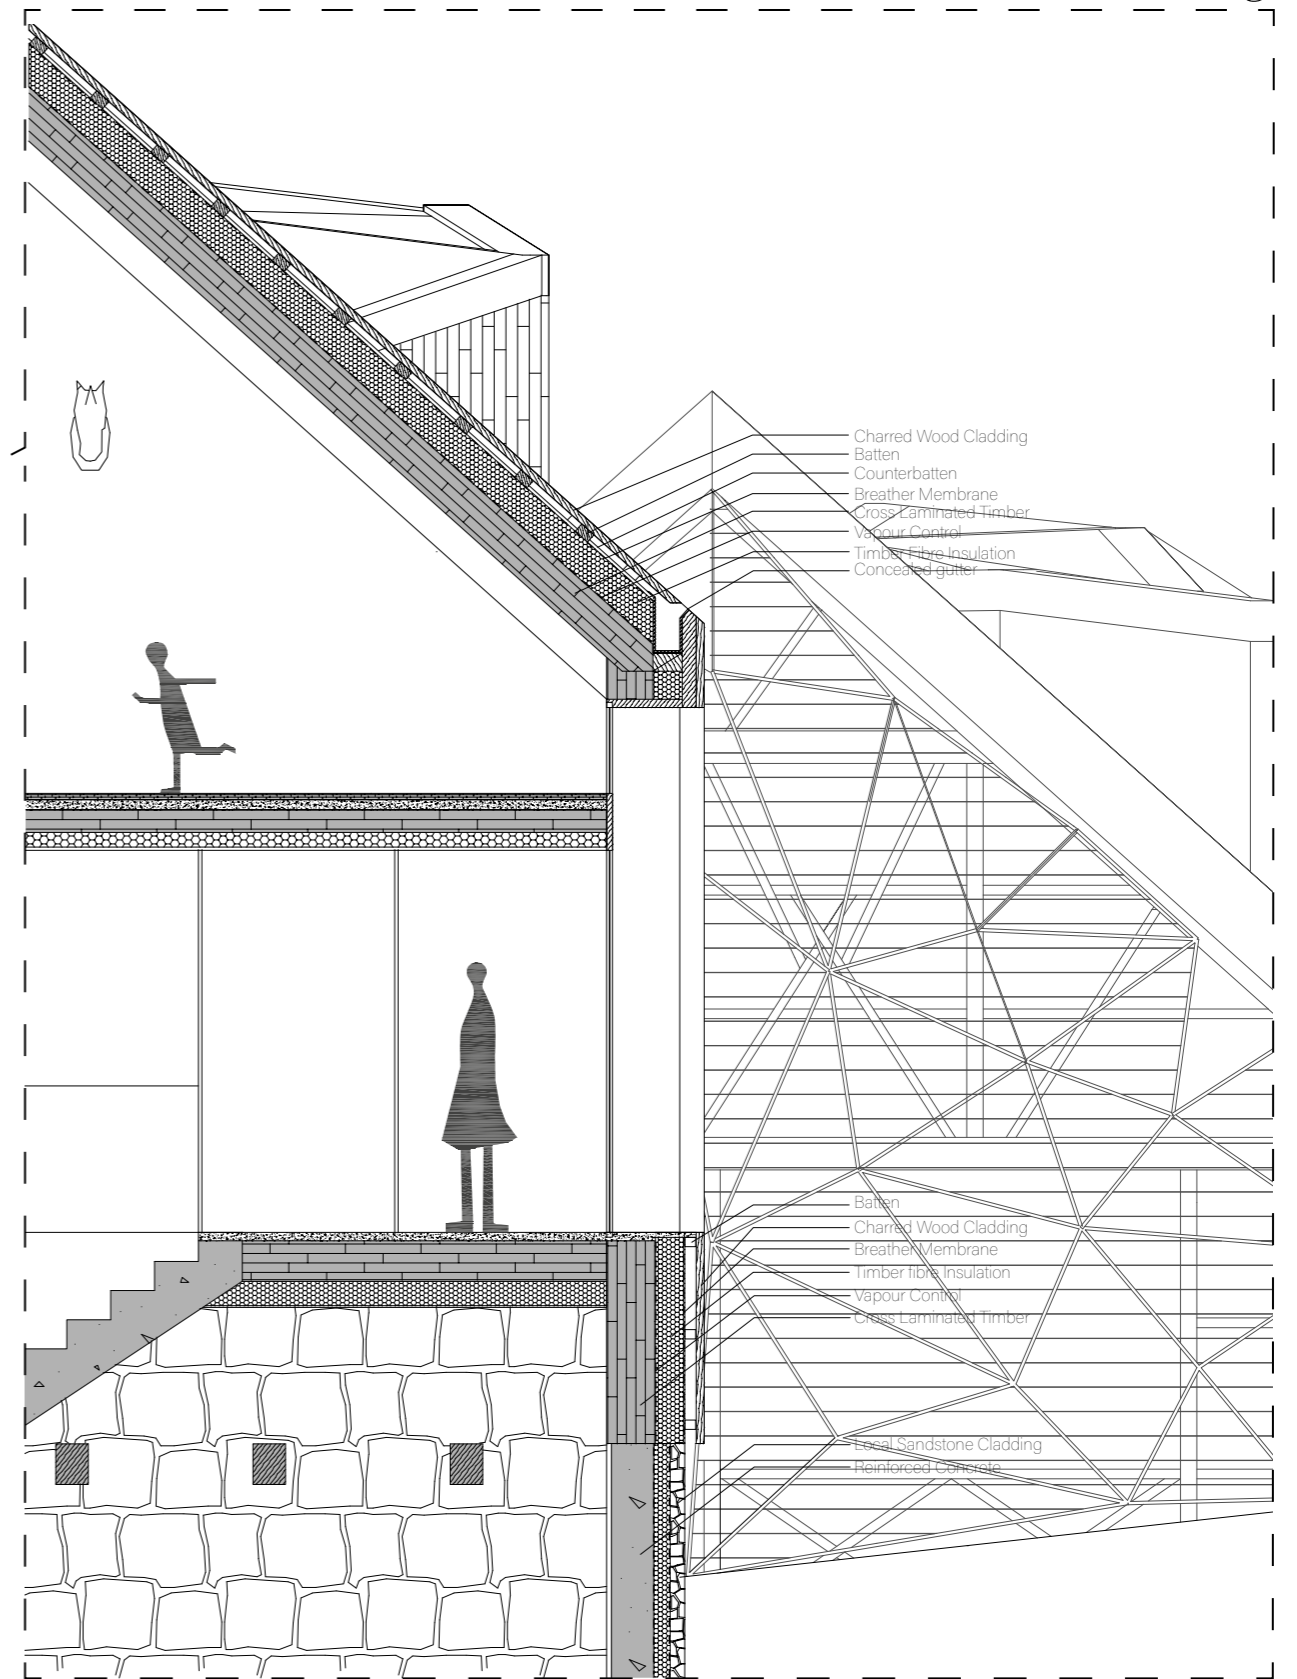 Charred Wood Cladding
Batten
Counterbatten
Breather Membrane
Cross Laminated Timber
Vapour Control
Timber Fibre Insulation
Concealed gutter
Batten
Charred Wood Cladding
Breather Membrane
Timber fibre Insulation
Vapour Control
Cross Laminated Timber
Local Sandstone Cladding
Reinforced Concrete